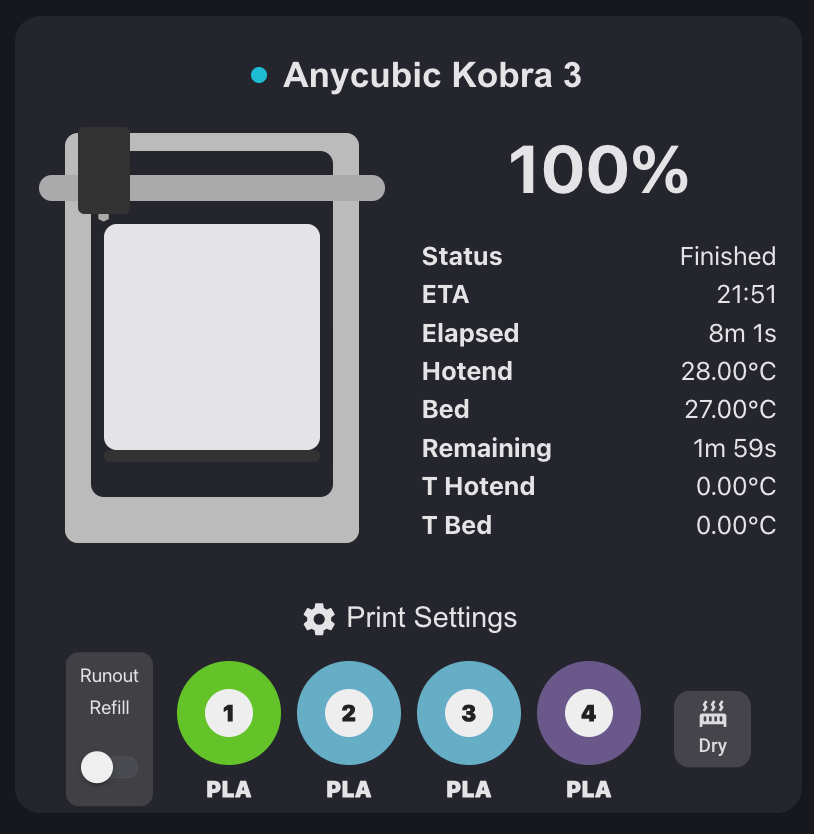 Anycubic Kobra 3
100%
Status Finished
ETA 21:51
Elapsed 8m 1s
Hotend 28.00°C
Bed 27.00°C
Remaining 1m 59s
T Hotend 0.00°C
T Bed 0.00°C
Print Settings
Runout
Refill
1 2 3 4
Dry
PLA PLA PLA PLA